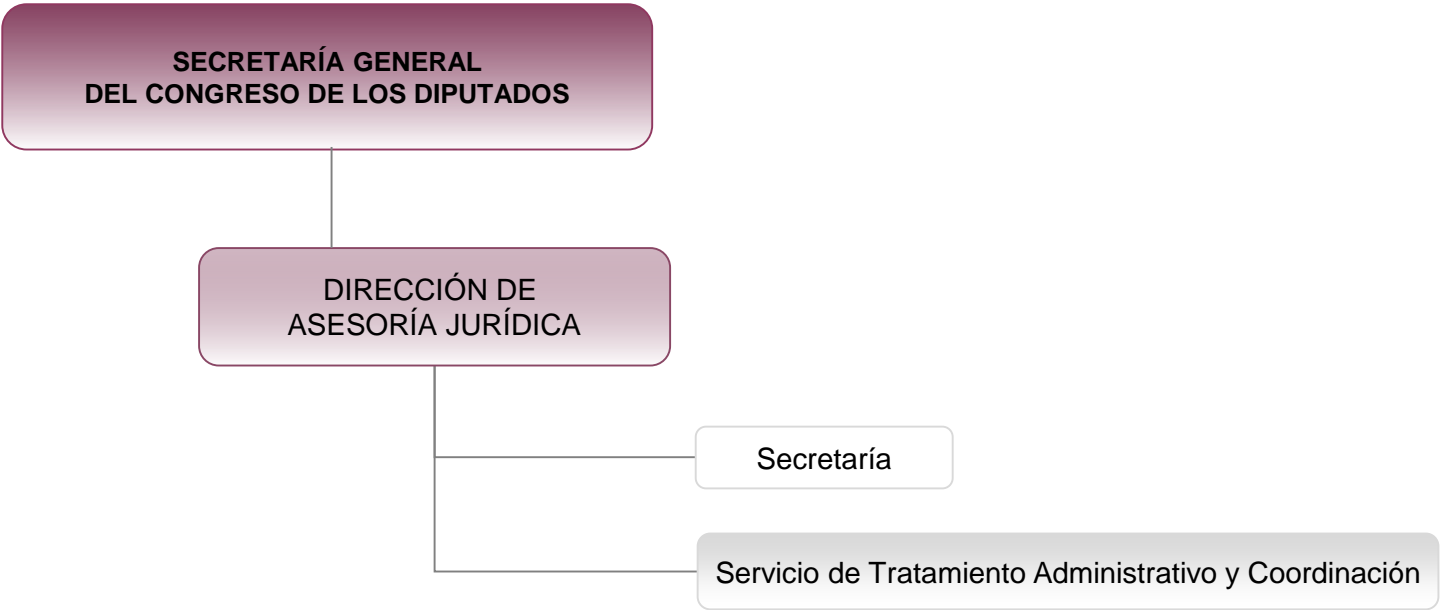 SECRETARÍA GENERAL
DEL CONGRESO DE LOS DIPUTADOS
DIRECCIÓN DE
ASESORÍA JURÍDICA
Secretaría
Servicio de Tratamiento Administrativo y Coordinación